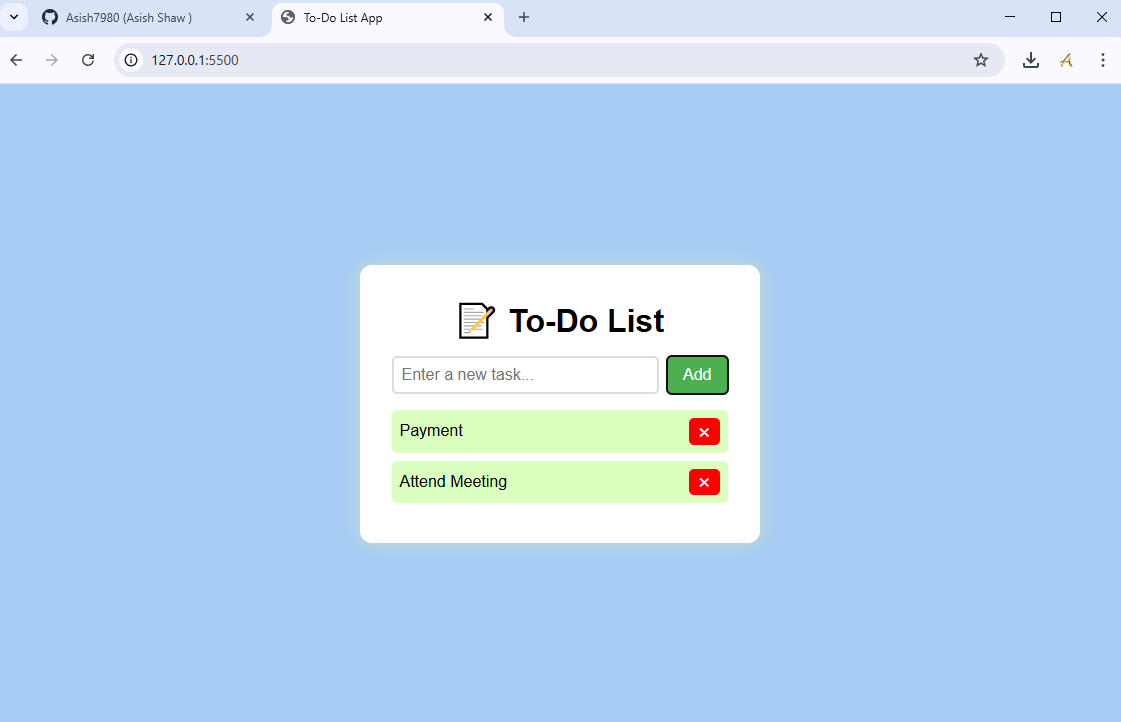 Asish7980 (Asish Shaw )
To-Do List App
127.0.0.1:5500
To-Do List
Enter a new task...
Add
Payment
Attend Meeting